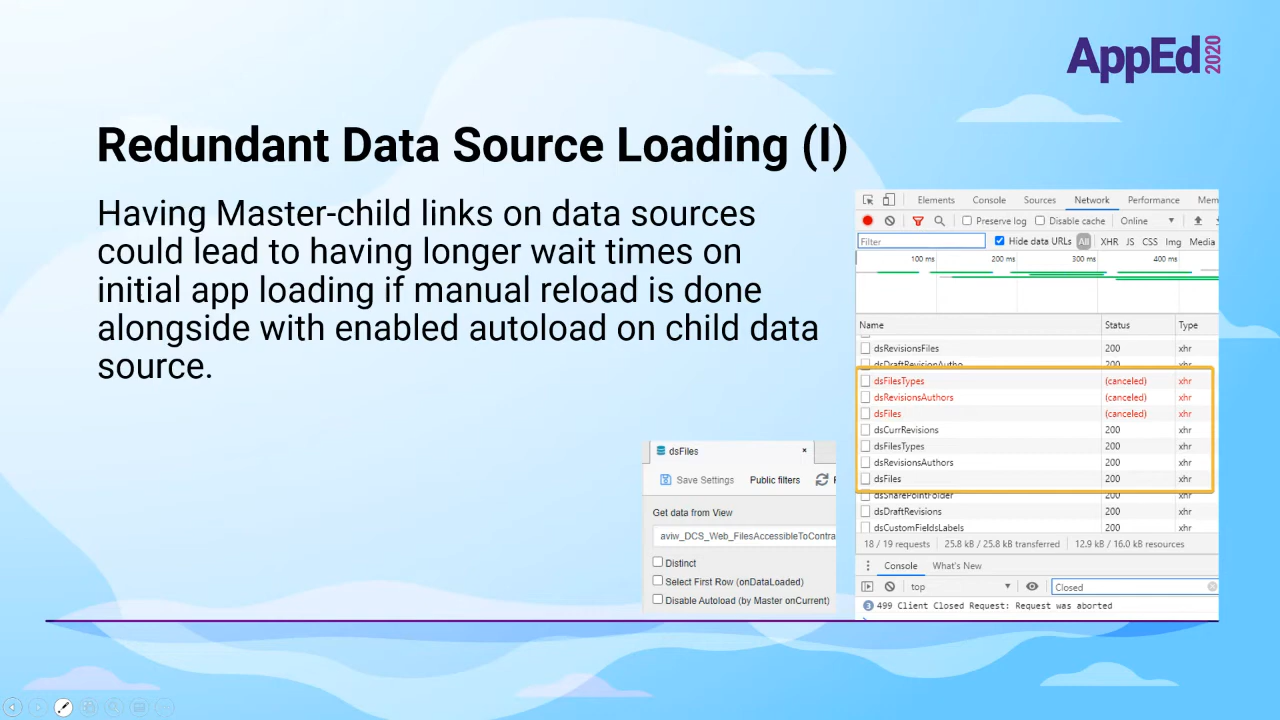 AppEd 2020
Redundant Data Source Loading (I)
Having Master-child links on data sources
could lead to having longer wait times on
initial app loading if manual reload is done
alongside with enabled autoload on child data
source.
dsFiles ×
Save Settings Public filters
Get data from View
aviw_DCS_Web_FilesAccessibleToContra
Distinct
Select First Row (onDataLoaded)
Disable Autoload (by Master onCurrent)
Elements Console Sources Network Performance Mem
Preserve log Disable cache Online
Filter Hide data URLs All XHR JS CSS Img Media
100 ms 200 ms 300 ms 400 ms
Name Status Type
dsRevisionsFiles 200 xhr
dsDraftRevisionAutho 200 xhr
dsFilesTypes (canceled) xhr
dsRevisionsAuthors (canceled) xhr
dsFiles (canceled) xhr
dsCurrRevisions 200 xhr
dsFilesTypes 200 xhr
dsRevisionsAuthors 200 xhr
dsFiles 200 xhr
dsSharePointFolder 200 xhr
dsDraftRevisions 200 xhr
dsCustomFieldsLabels 200 xhr
18 / 19 requests 25.8 kB / 25.8 kB transferred 12.9 kB / 16.0 kB resources
Console What's New
top Closed
3 499 Client Closed Request: Request was aborted